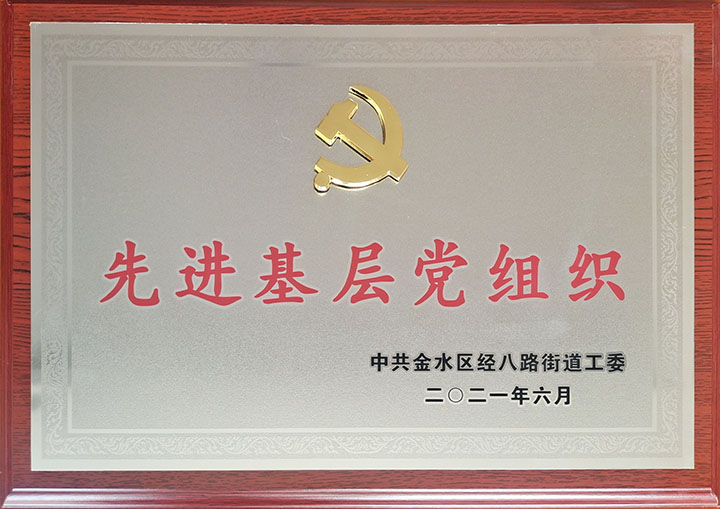 先进基层党组织
中共金水区经八路街道工委
二〇二一年六月